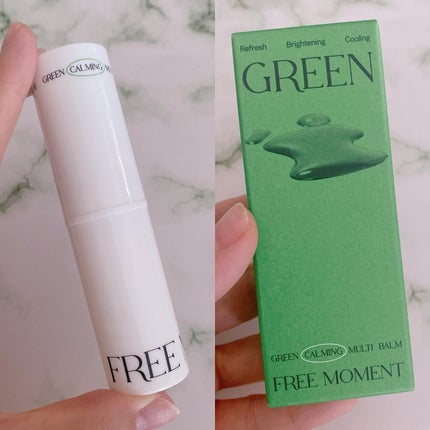 GREEN CALMING
FREE
Refresh Brightening Cooling
GREEN
GREEN CALMING MULTI BALM
FREE MOMENT